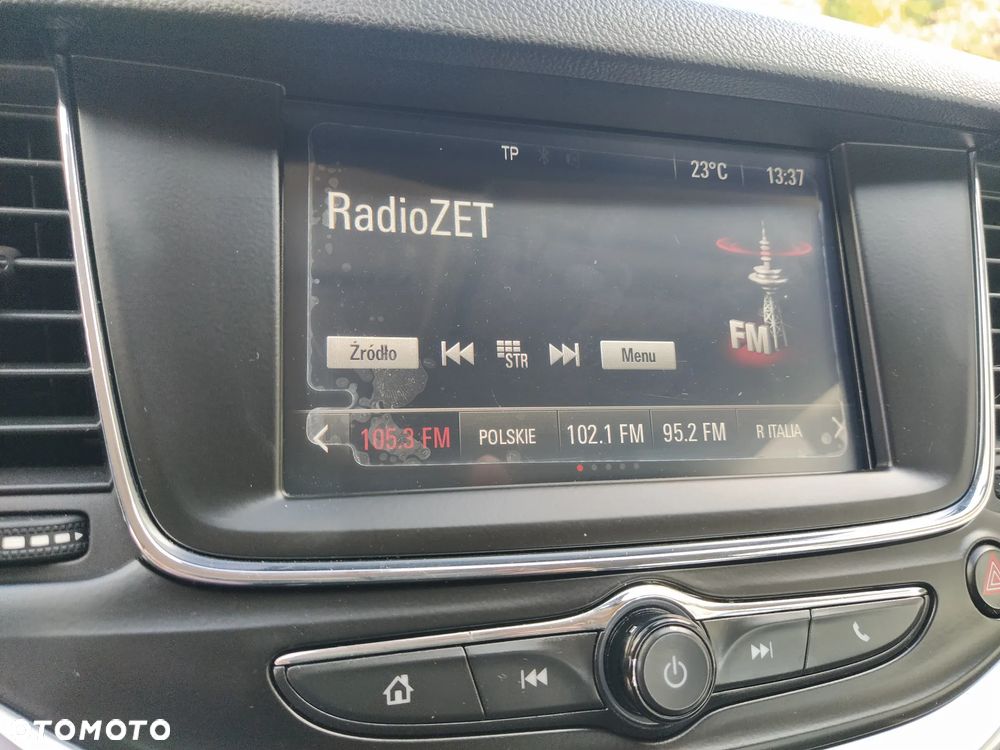 TP 23°C 13:37
RadioZET
FM
Źródło STR Menu
105.3 FM POLSKIE 102.1 FM 95.2 FM R ITALIA
OTOMOTO